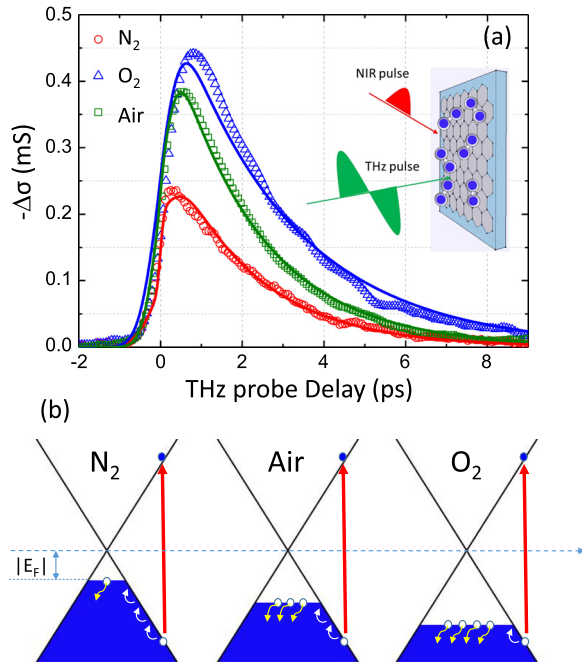 -Δσ (mS)
0.5
0.4
0.3
0.2
0.1
0.0
N₂
O₂
Air
(a)
NIR pulse
THz pulse
-2 0 2 4 6 8
THz probe Delay (ps)
(b)
N₂ Air O₂
|E_F|